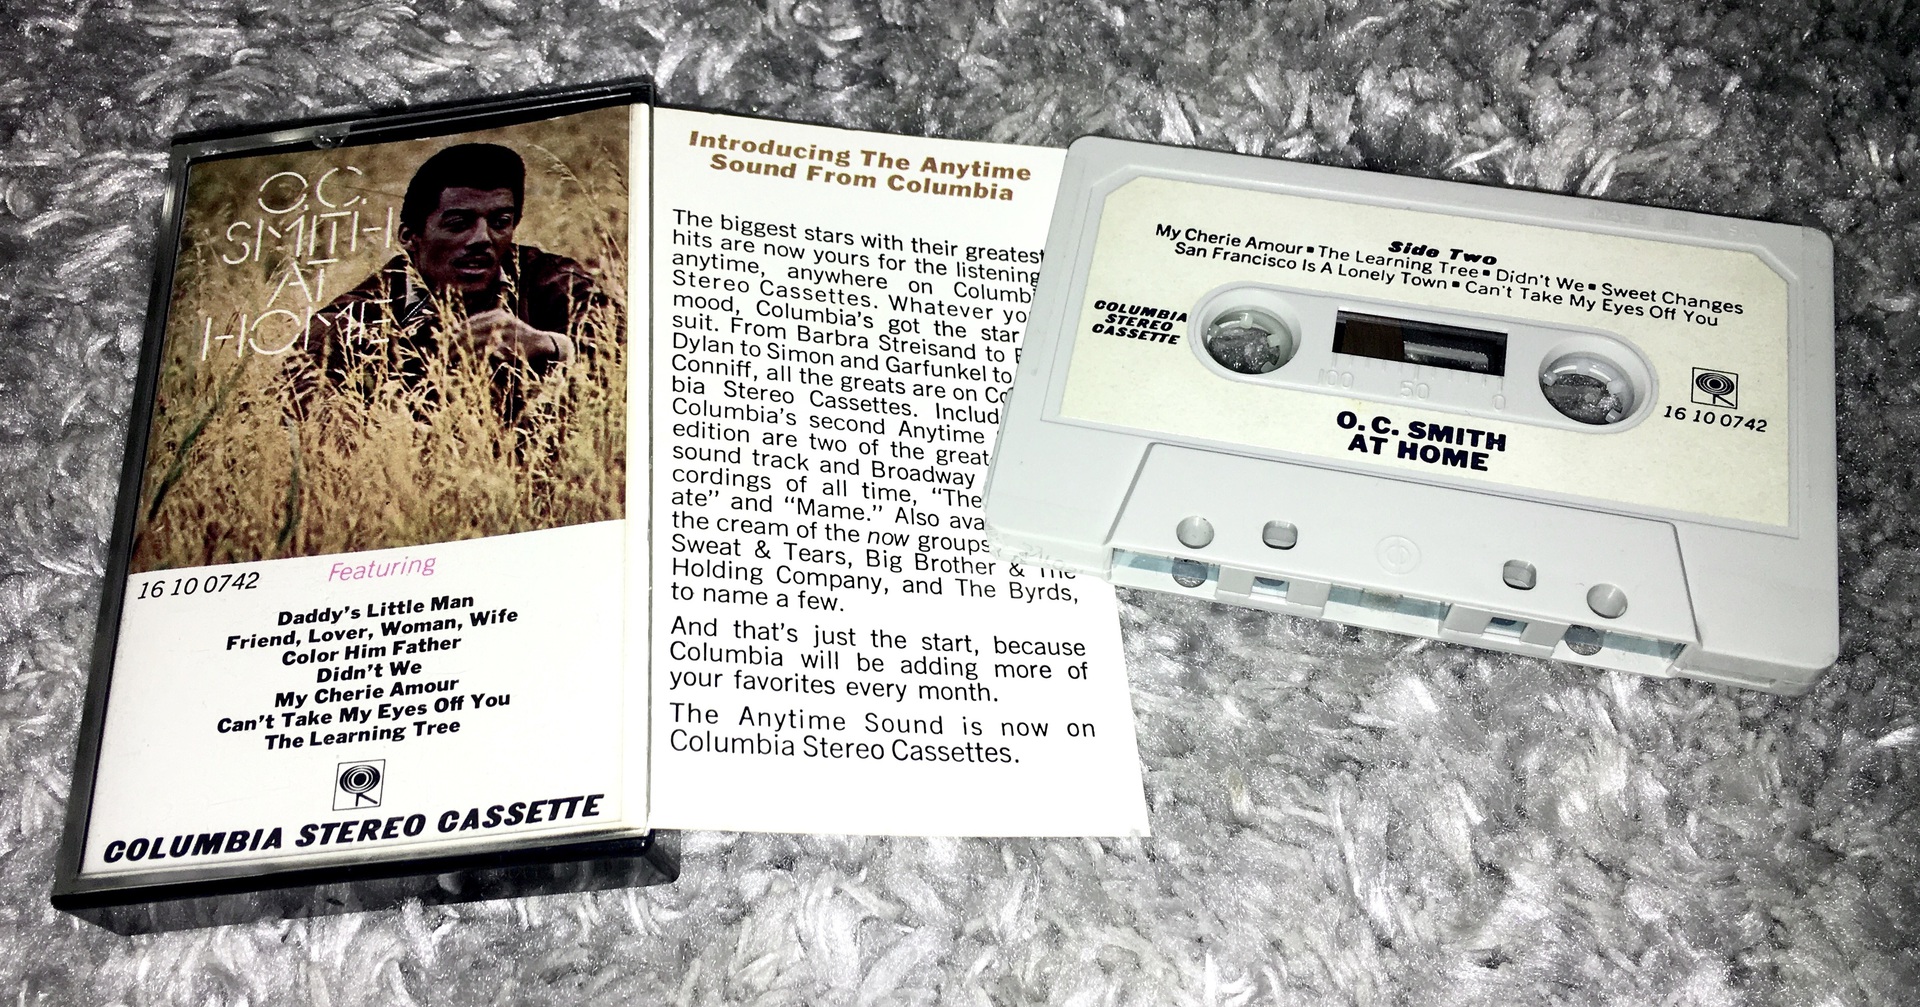 O.C.
SMITH
AT
HOME
16 10 0742
Featuring
Daddy's Little Man
Friend, Lover, Woman, Wife
Color Him Father
Didn't We
My Cherie Amour
Can't Take My Eyes Off You
The Learning Tree
COLUMBIA STEREO CASSETTE
Introducing The Anytime
Sound From Columbia
The biggest stars with their greatest
hits are now yours for the listening
anytime, anywhere on Columbi
Stereo Cassettes. Whatever yo
mood, Columbia's got the star
suit. From Barbra Streisand to
Dylan to Simon and Garfunkel to
Conniff, all the greats are on Co
bia Stereo Cassettes. Includ
Columbia's second Anytime
edition are two of the great
sound track and Broadway
cordings of all time, “The
ate” and “Mame.” Also ava
the cream of the now groups
Sweat & Tears, Big Brother & The
Holding Company, and The Byrds,
to name a few.
And that's just the start, because
Columbia will be adding more of
your favorites every month.
The Anytime Sound is now on
Columbia Stereo Cassettes.
Side Two
My Cherie Amour ▪ The Learning Tree ▪ Didn't We ▪ Sweet Changes
San Francisco Is A Lonely Town ▪ Can't Take My Eyes Off You
COLUMBIA
STEREO
CASSETTE
100 50 0
16 10 0742
O. C. SMITH
AT HOME